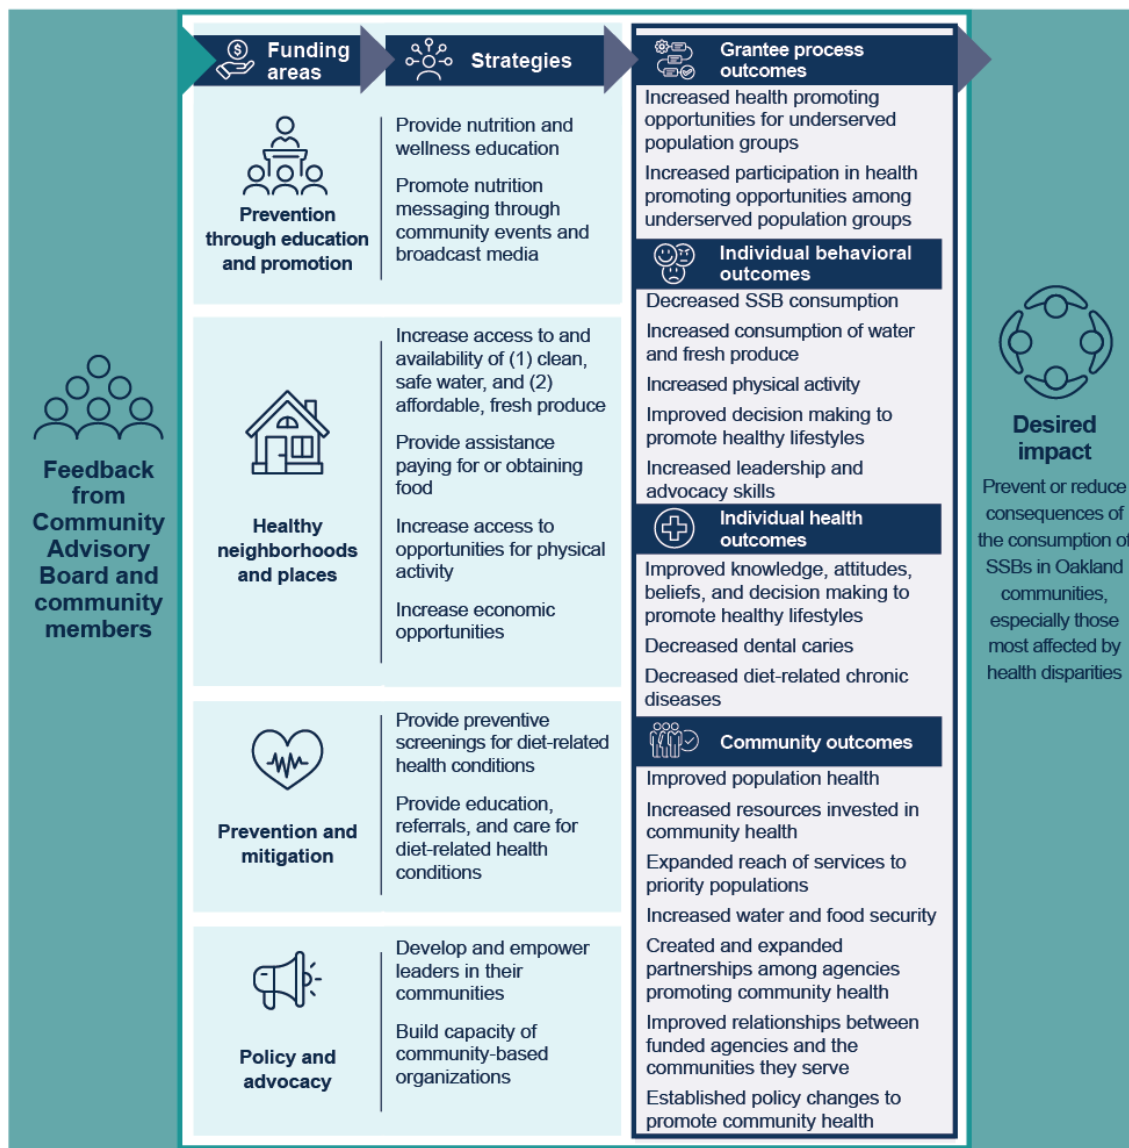 Feedback
from
Community
Advisory
Board and
community
members
Funding
areas
Strategies
Prevention
through education
and promotion
Provide nutrition and
wellness education
Promote nutrition
messaging through
community events and
broadcast media
Healthy
neighborhoods
and places
Increase access to and
availability of (1) clean,
safe water, and (2)
affordable, fresh produce
Provide assistance
paying for or obtaining
food
Increase access to
opportunities for physical
activity
Increase economic
opportunities
Prevention and
mitigation
Provide preventive
screenings for diet-related
health conditions
Provide education,
referrals, and care for
diet-related health
conditions
Policy and
advocacy
Develop and empower
leaders in their
communities
Build capacity of
community-based
organizations
Grantee process
outcomes
Increased health promoting
opportunities for underserved
population groups
Increased participation in health
promoting opportunities among
underserved population groups
Individual behavioral
outcomes
Decreased SSB consumption
Increased consumption of water
and fresh produce
Increased physical activity
Improved decision making to
promote healthy lifestyles
Increased leadership and
advocacy skills
Individual health
outcomes
Improved knowledge, attitudes,
beliefs, and decision making to
promote healthy lifestyles
Decreased dental caries
Decreased diet-related chronic
diseases
Community outcomes
Improved population health
Increased resources invested in
community health
Expanded reach of services to
priority populations
Increased water and food security
Created and expanded
partnerships among agencies
promoting community health
Improved relationships between
funded agencies and the
communities they serve
Established policy changes to
promote community health
Desired
impact
Prevent or reduce
consequences of
the consumption of
SSBs in Oakland
communities,
especially those
most affected by
health disparities